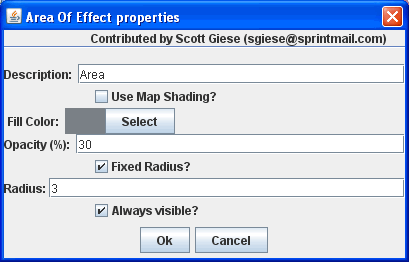 Area Of Effect properties
Contributed by Scott Giese (sgiese@sprintmail.com)
Description: Area
Use Map Shading?
Fill Color: Select
Opacity (%): 30
Fixed Radius?
Radius: 3
Always visible?
Ok Cancel